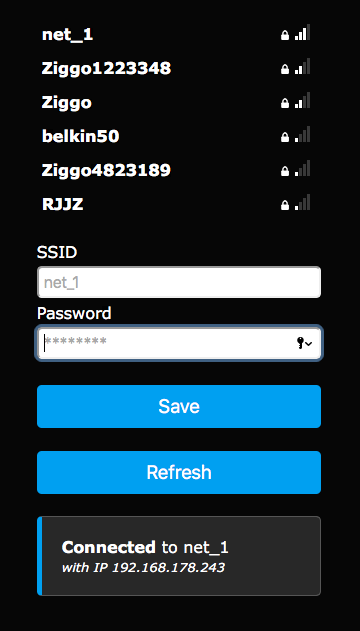 net_1
Ziggo1223348
Ziggo
belkin50
Ziggo4823189
RJJZ
SSID
net_1
Password
********
Save
Refresh
Connected to net_1
with IP 192.168.178.243